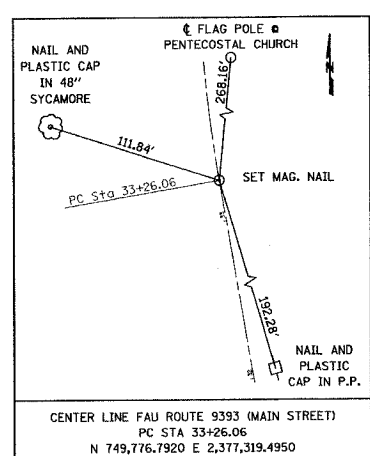 ℄ FLAG POLE @
PENTECOSTAL CHURCH
NAIL AND
PLASTIC CAP
IN 48"
SYCAMORE
268.16'
111.84'
SET MAG. NAIL
PC Sta 33+26.06
192.28'
NAIL AND
PLASTIC
CAP IN P.P.
CENTER LINE FAU ROUTE 9393 (MAIN STREET)
PC STA 33+26.06
N 749,776.7920 E 2,377,319.4950